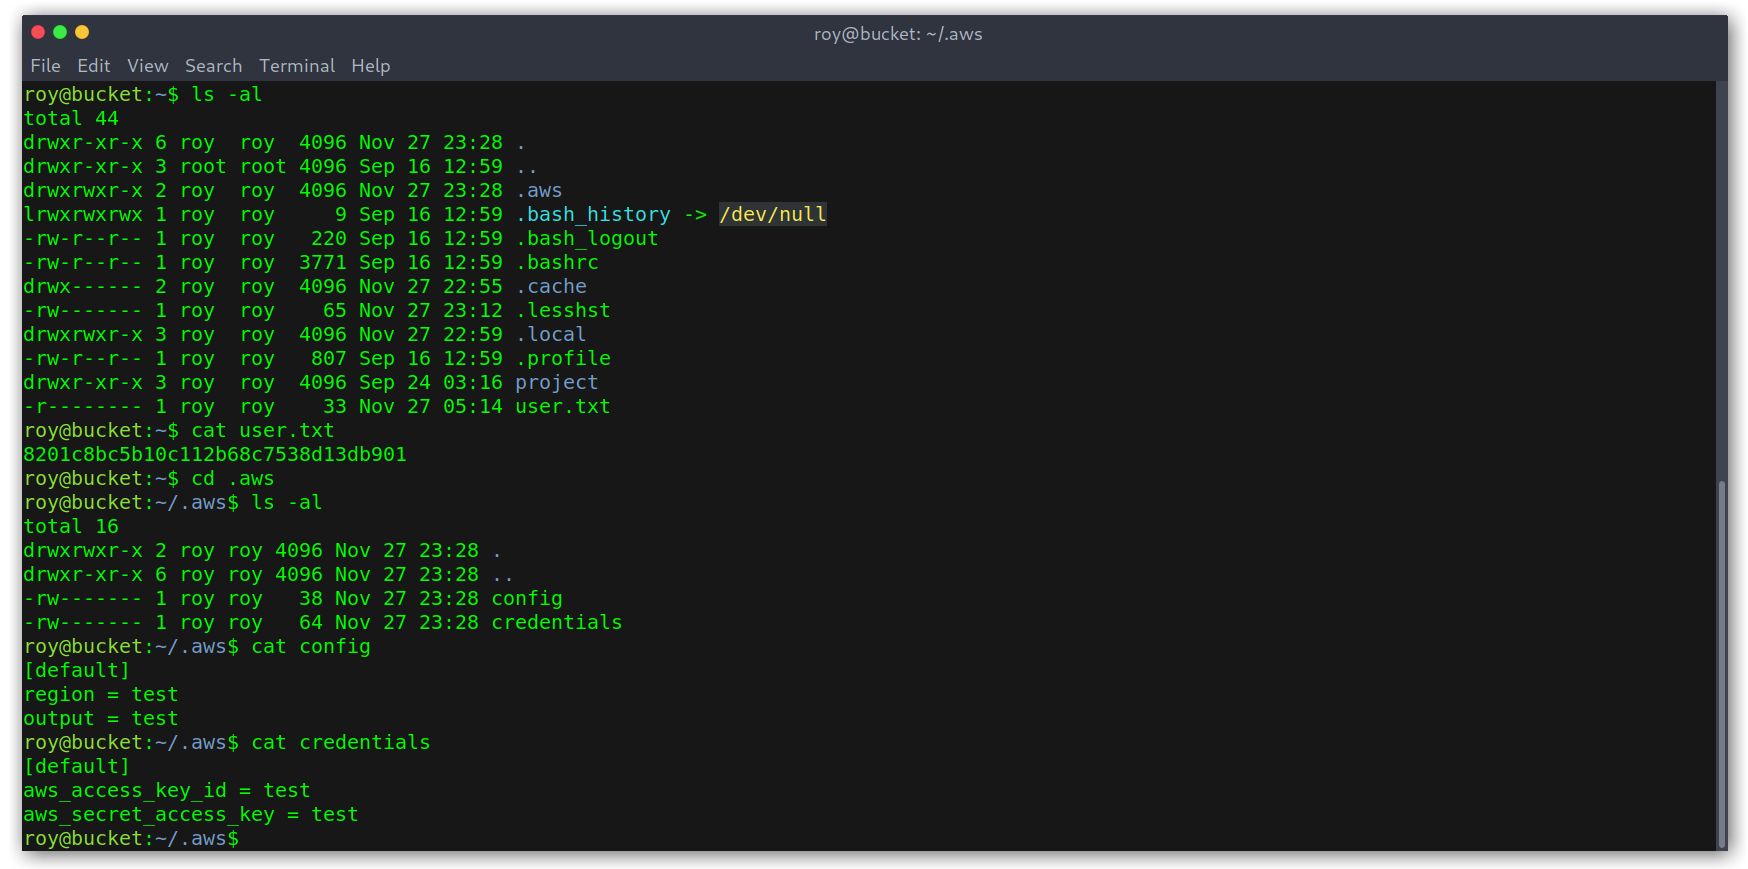 roy@bucket: ~/.aws
File Edit View Search Terminal Help
roy@bucket:~$ ls -al
total 44
drwxr-xr-x 6 roy  roy  4096 Nov 27 23:28 .
drwxr-xr-x 3 root root 4096 Sep 16 12:59 ..
drwxrwxr-x 2 roy  roy  4096 Nov 27 23:28 .aws
lrwxrwxrwx 1 roy  roy     9 Sep 16 12:59 .bash_history -> /dev/null
-rw-r--r-- 1 roy  roy   220 Sep 16 12:59 .bash_logout
-rw-r--r-- 1 roy  roy  3771 Sep 16 12:59 .bashrc
drwx------ 2 roy  roy  4096 Nov 27 22:55 .cache
-rw------- 1 roy  roy    65 Nov 27 23:12 .lesshst
drwxrwxr-x 3 roy  roy  4096 Nov 27 22:59 .local
-rw-r--r-- 1 roy  roy   807 Sep 16 12:59 .profile
drwxr-xr-x 3 roy  roy  4096 Sep 24 03:16 project
-r-------- 1 roy  roy    33 Nov 27 05:14 user.txt
roy@bucket:~$ cat user.txt
8201c8bc5b10c112b68c7538d13db901
roy@bucket:~$ cd .aws
roy@bucket:~/.aws$ ls -al
total 16
drwxrwxr-x 2 roy roy 4096 Nov 27 23:28 .
drwxr-xr-x 6 roy roy 4096 Nov 27 23:28 ..
-rw------- 1 roy roy   38 Nov 27 23:28 config
-rw------- 1 roy roy   64 Nov 27 23:28 credentials
roy@bucket:~/.aws$ cat config
[default]
region = test
output = test
roy@bucket:~/.aws$ cat credentials
[default]
aws_access_key_id = test
aws_secret_access_key = test
roy@bucket:~/.aws$